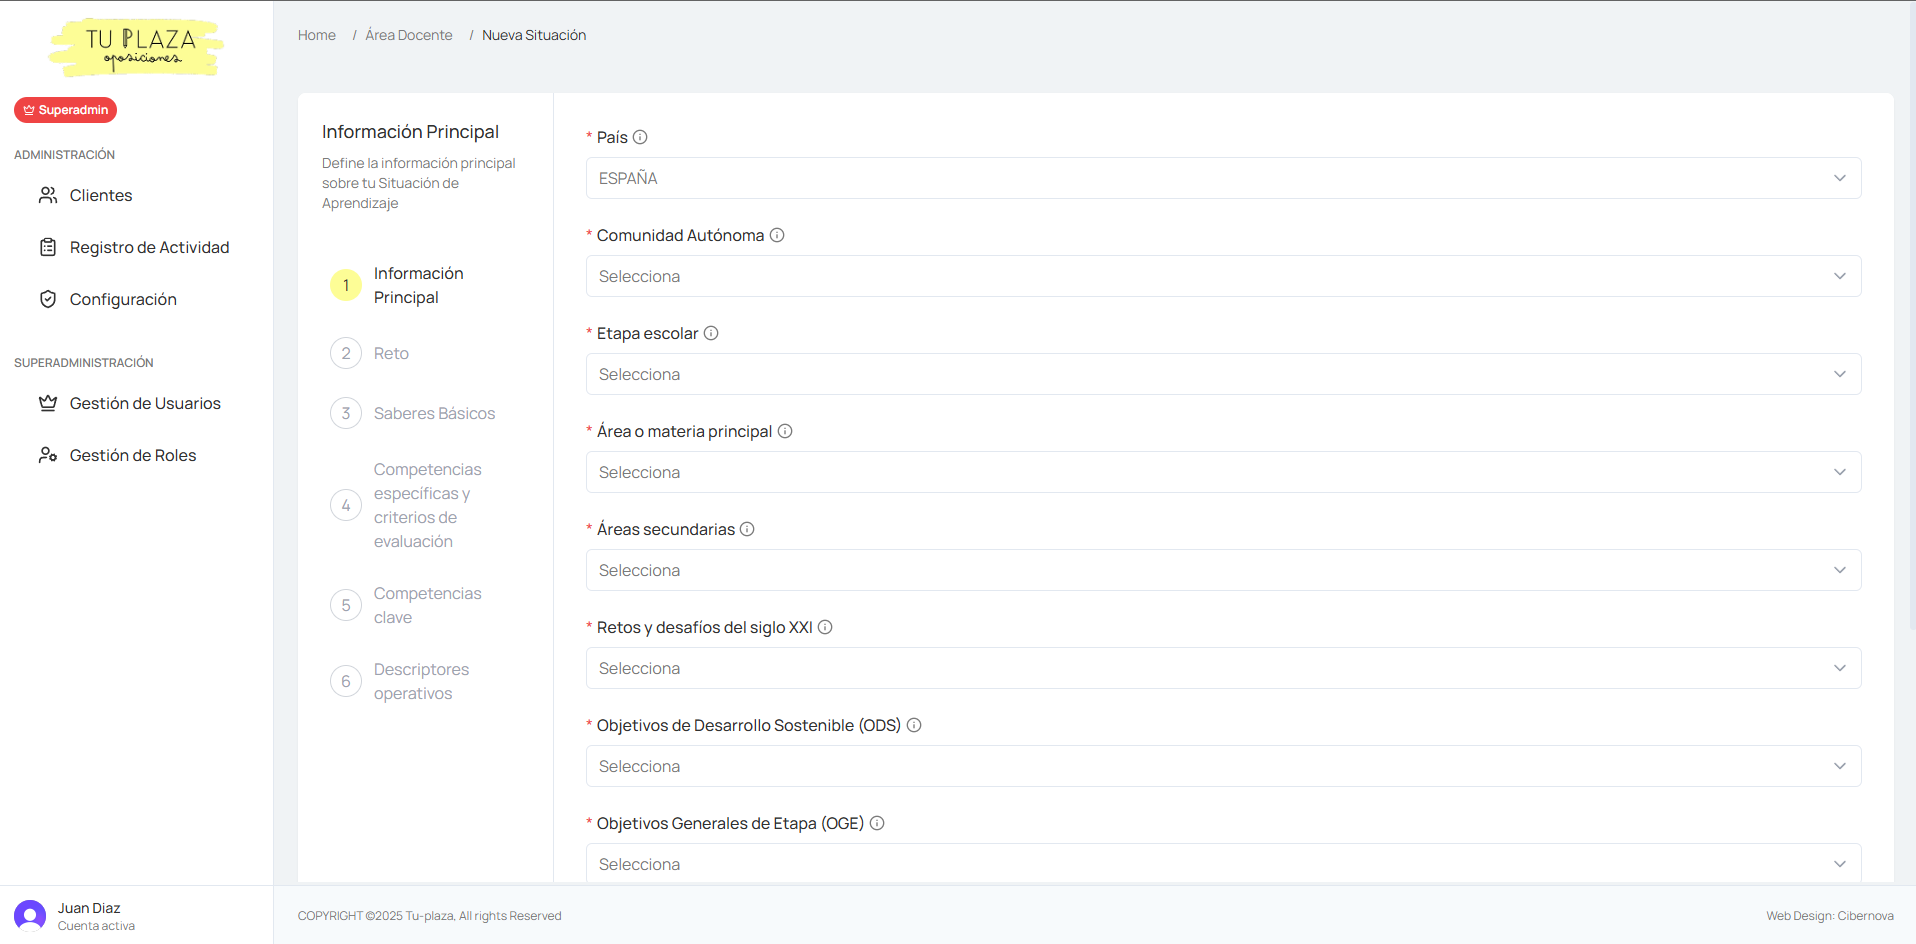 TU PLAZA
oposiciones
Superadmin
ADMINISTRACIÓN
Clientes
Registro de Actividad
Configuración
SUPERADMINISTRACIÓN
Gestión de Usuarios
Gestión de Roles
Juan Diaz
Cuenta activa
Home / Área Docente / Nueva Situación
Información Principal
Define la información principal
sobre tu Situación de
Aprendizaje
1 Información
Principal
2 Reto
3 Saberes Básicos
4 Competencias
específicas y
criterios de
evaluación
5 Competencias
clave
6 Descriptores
operativos
* País
ESPAÑA
* Comunidad Autónoma
Selecciona
* Etapa escolar
Selecciona
* Área o materia principal
Selecciona
* Áreas secundarias
Selecciona
* Retos y desafíos del siglo XXI
Selecciona
* Objetivos de Desarrollo Sostenible (ODS)
Selecciona
* Objetivos Generales de Etapa (OGE)
Selecciona
COPYRIGHT ©2025 Tu-plaza, All rights Reserved
Web Design: Cibernova